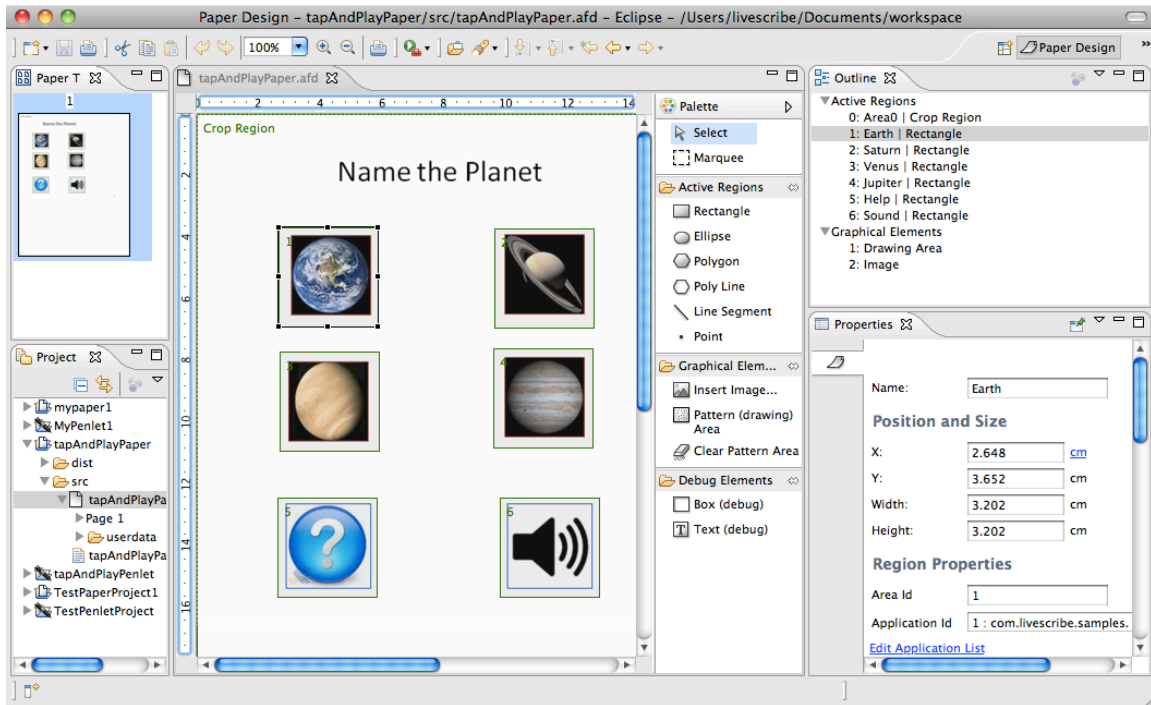 Paper Design – tapAndPlayPaper/src/tapAndPlayPaper.afd – Eclipse – /Users/livescribe/Documents/workspace
100%
Paper Design
»
Paper T
1
Name the Planet
tapAndPlayPaper.afd
2 4 6 8 10 12 14
2
4
6
8
10
12
14
16
Crop Region
Name the Planet
1
2
3
4
5
6
Palette
Select
Marquee
Active Regions
Rectangle
Ellipse
Polygon
Poly Line
Line Segment
Point
Graphical Elem...
Insert Image...
Pattern (drawing)
Area
Clear Pattern Area
Debug Elements
Box (debug)
T Text (debug)
Outline
Active Regions
0: Area0 | Crop Region
1: Earth | Rectangle
2: Saturn | Rectangle
3: Venus | Rectangle
4: Jupiter | Rectangle
5: Help | Rectangle
6: Sound | Rectangle
Graphical Elements
1: Drawing Area
2: Image
Project
mypaper1
MyPenlet1
tapAndPlayPaper
dist
src
tapAndPlayPa
Page 1
userdata
tapAndPlayPa
tapAndPlayPenlet
TestPaperProject1
TestPenletProject
Properties
Name: Earth
Position and Size
X: 2.648 cm
Y: 3.652 cm
Width: 3.202 cm
Height: 3.202 cm
Region Properties
Area Id 1
Application Id 1 : com.livescribe.samples.
Edit Application List